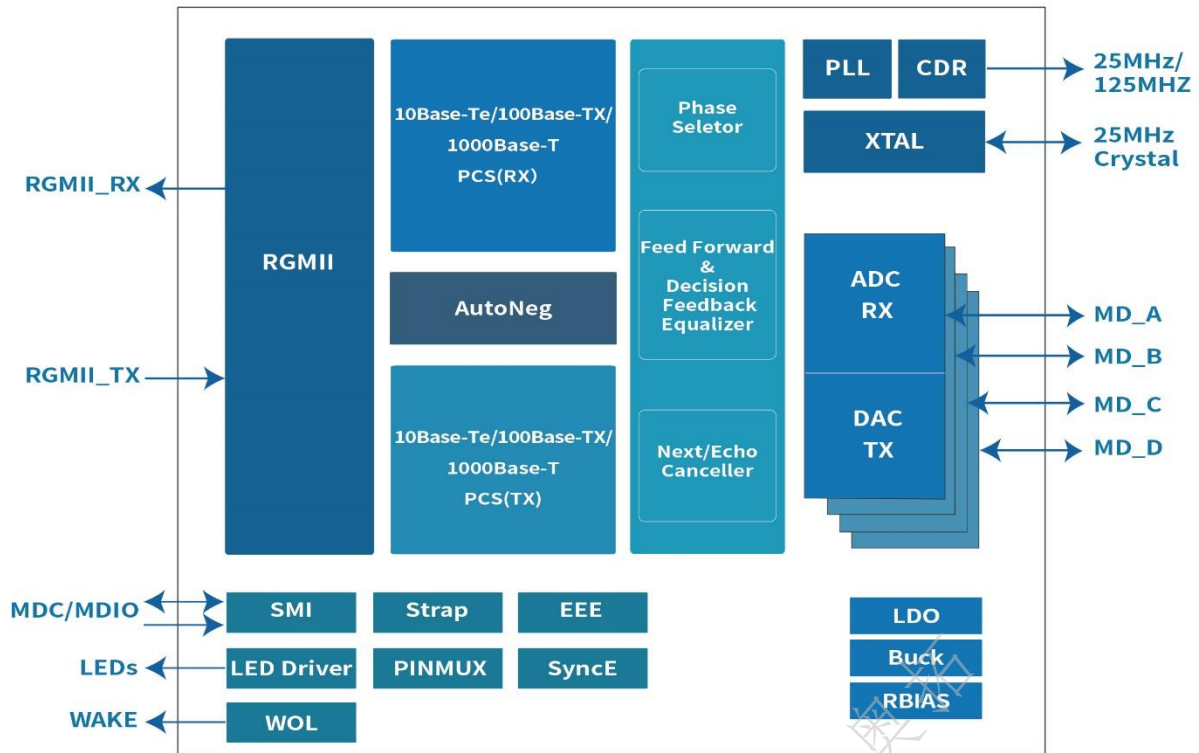 RGMII_RX
RGMII_TX
RGMII
10Base-Te/100Base-TX/
1000Base-T
PCS(RX)
AutoNeg
10Base-Te/100Base-TX/
1000Base-T
PCS(TX)
Phase
Seletor
Feed Forward
&
Decision
Feedback
Equalizer
Next/Echo
Canceller
PLL
CDR
25MHz/
125MHZ
XTAL
25MHz
Crystal
ADC
RX
DAC
TX
MD_A
MD_B
MD_C
MD_D
MDC/MDIO
SMI
Strap
EEE
LEDs
LED Driver
PINMUX
SyncE
WAKE
WOL
LDO
Buck
RBIAS
奥拓